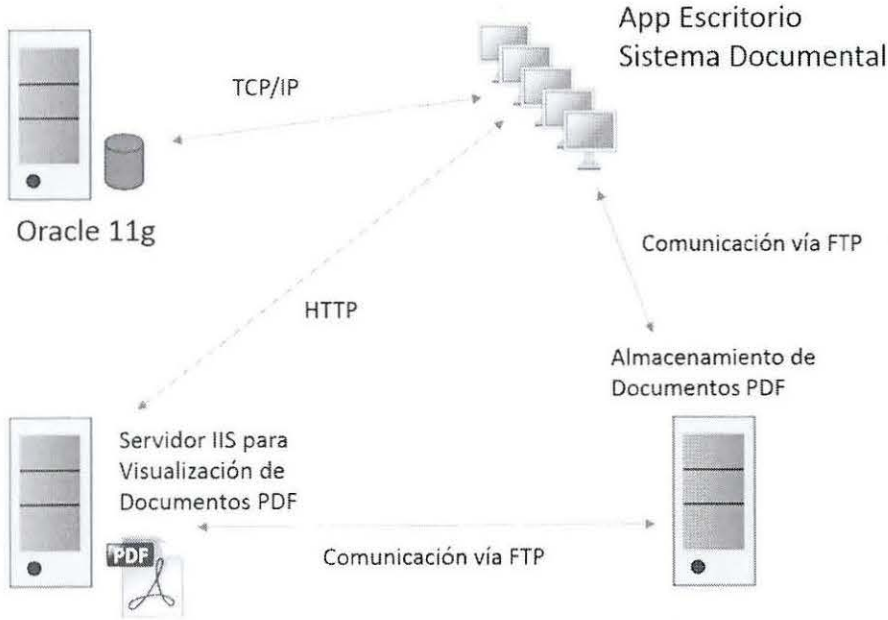 App Escritorio
Sistema Documental
TCP/IP
Oracle 11g
Comunicación vía FTP
HTTP
Almacenamiento de
Documentos PDF
Servidor IIS para
Visualización de
Documentos PDF
PDF
Comunicación vía FTP